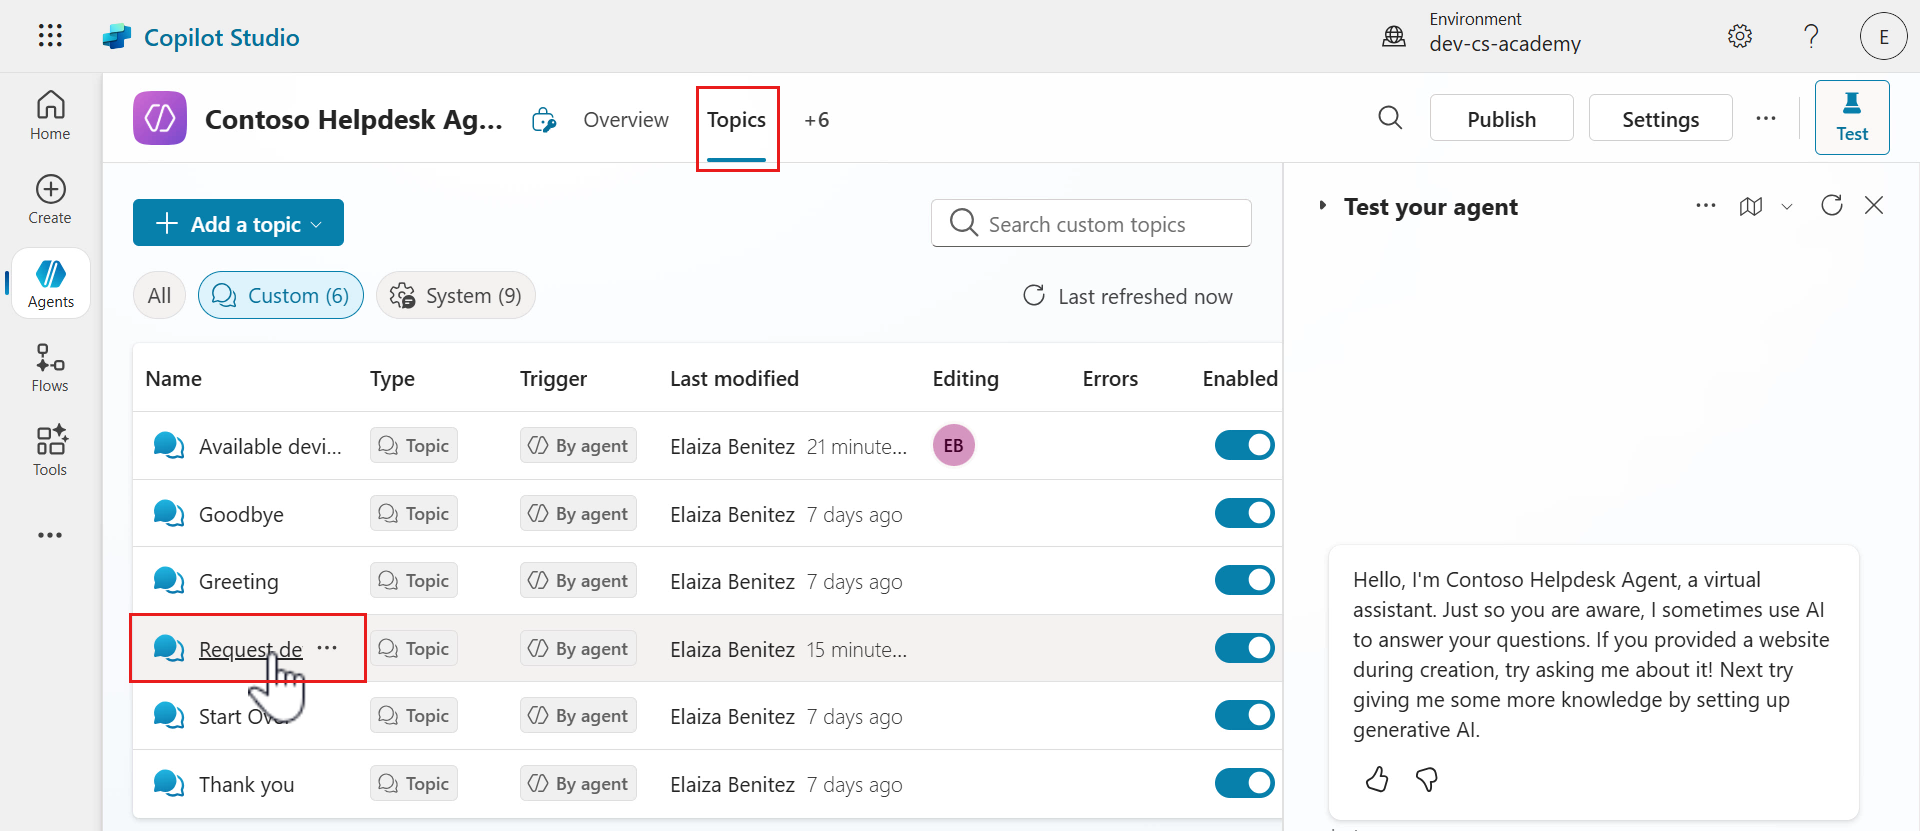 Copilot Studio
Environment
dev-cs-academy
E
Home
Create
Agents
Flows
Tools
Contoso Helpdesk Ag...
Overview
Topics
+6
Publish
Settings
Test
Add a topic
Search custom topics
All
Custom (6)
System (9)
Last refreshed now
Name Type Trigger Last modified Editing Errors Enabled
Available devi... Topic By agent Elaiza Benitez 21 minute... EB
Goodbye Topic By agent Elaiza Benitez 7 days ago
Greeting Topic By agent Elaiza Benitez 7 days ago
Request de ... Topic By agent Elaiza Benitez 15 minute...
Start Topic By agent Elaiza Benitez 7 days ago
Thank you Topic By agent Elaiza Benitez 7 days ago
Test your agent
Hello, I'm Contoso Helpdesk Agent, a virtual
assistant. Just so you are aware, I sometimes use AI
to answer your questions. If you provided a website
during creation, try asking me about it! Next try
giving me some more knowledge by setting up
generative AI.